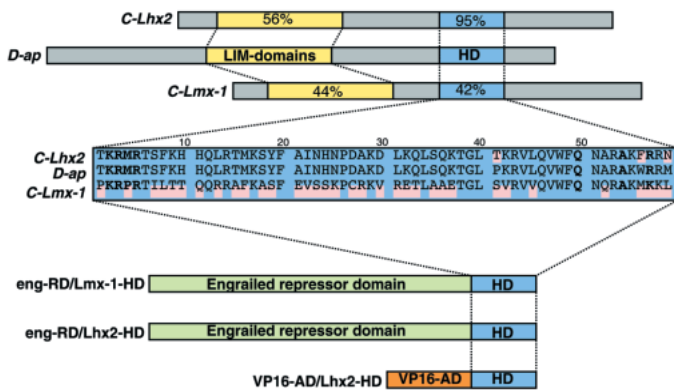 C-Lhx2 56% 95%
D-ap LIM-domains HD
C-Lmx-1 44% 42%
10 20 30 40 50
C-Lhx2 TKRMRTSFKH HQLRTMKSYF AINHNPDAKD LKQLSQKTGL TKRVLQVWFQ NARAKFRRN
D-ap TKRMRTSFKH HQLRTMKSYF AINHNPDAKD LKQLSQKTGL PKRVLQVWFQ NARAKWRRM
C-Lmx-1 PKRPRTILTT QQRRAFKASF EVSSKPCRKV RETLAAETGL SVRVVQVWFQ NQRAKMKKL
eng-RD/Lmx-1-HD Engrailed repressor domain HD
eng-RD/Lhx2-HD Engrailed repressor domain HD
VP16-AD/Lhx2-HD VP16-AD HD